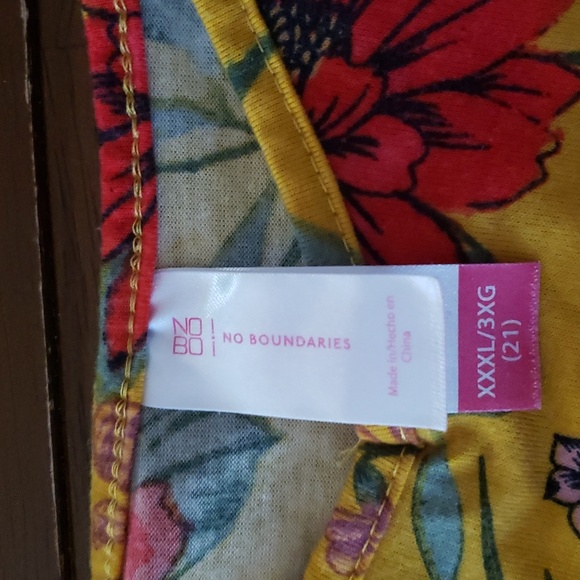 NO
BO
NO BOUNDARIES
Made in/Hecho en
China
XXXL/3XG
(21)